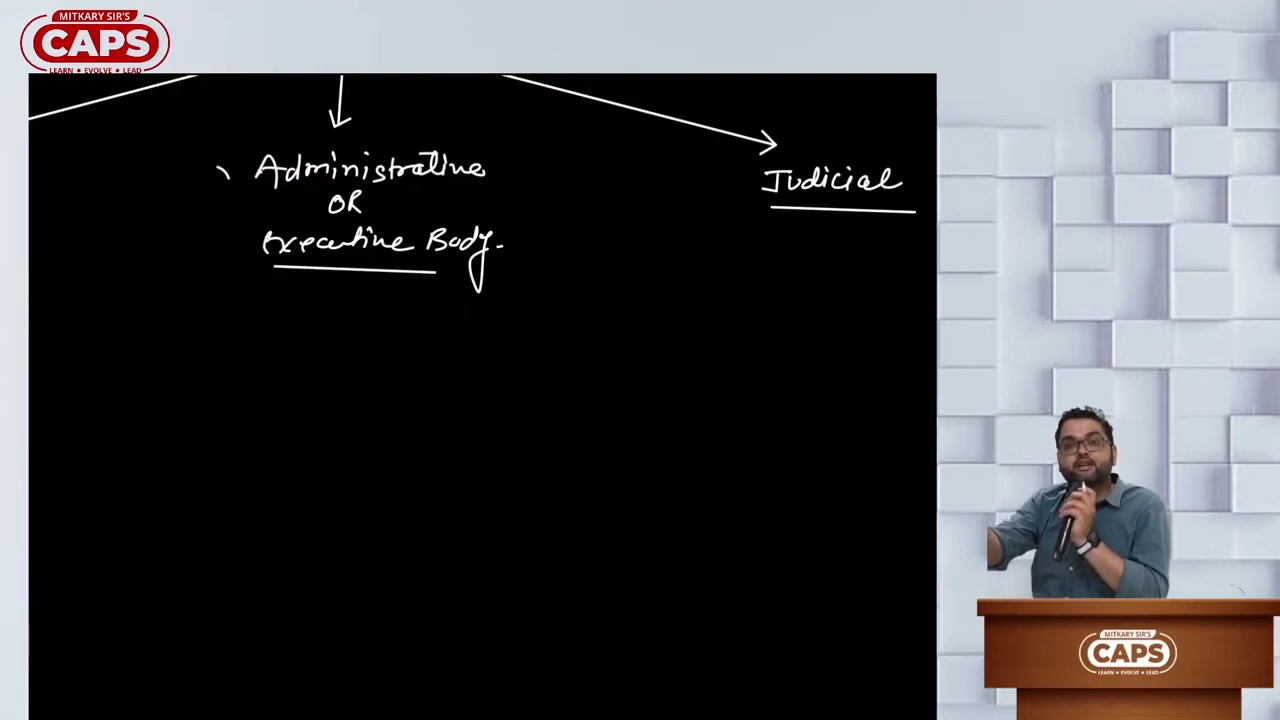 MITKARY SIR'S
CAPS
LEARN • EVOLVE • LEAD
Administrative
OR
Executive Body.
Judicial
MITKARY SIR'S
CAPS
LEARN • EVOLVE • LEAD